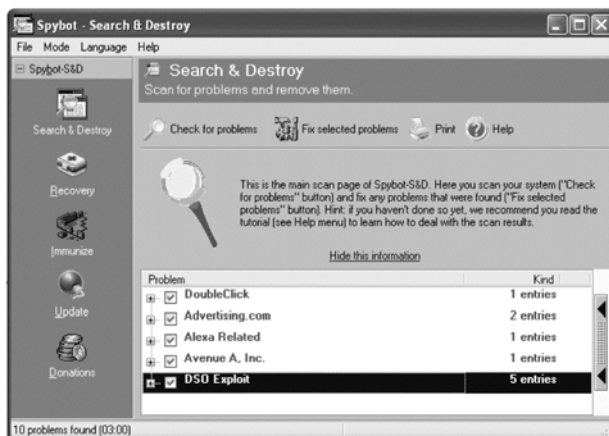 Spybot - Search & Destroy
File Mode Language Help
Spybot-S&D
Search & Destroy
Recovery
Immunize
Update
Donations
Search & Destroy
Scan for problems and remove them.
Check for problems Fix selected problems Print Help
This is the main scan page of Spybot-S&D. Here you scan your system ("Check
for problems" button) and fix any problems that were found ("Fix selected
problems" button). Hint: if you haven't done so yet, we recommend you read the
tutorial (see Help menu) to learn how to deal with the scan results.
Hide this information
Problem Kind
DoubleClick 1 entries
Advertising.com 2 entries
Alexa Related 1 entries
Avenue A, Inc. 1 entries
DSO Exploit 5 entries
10 problems found (03:00)